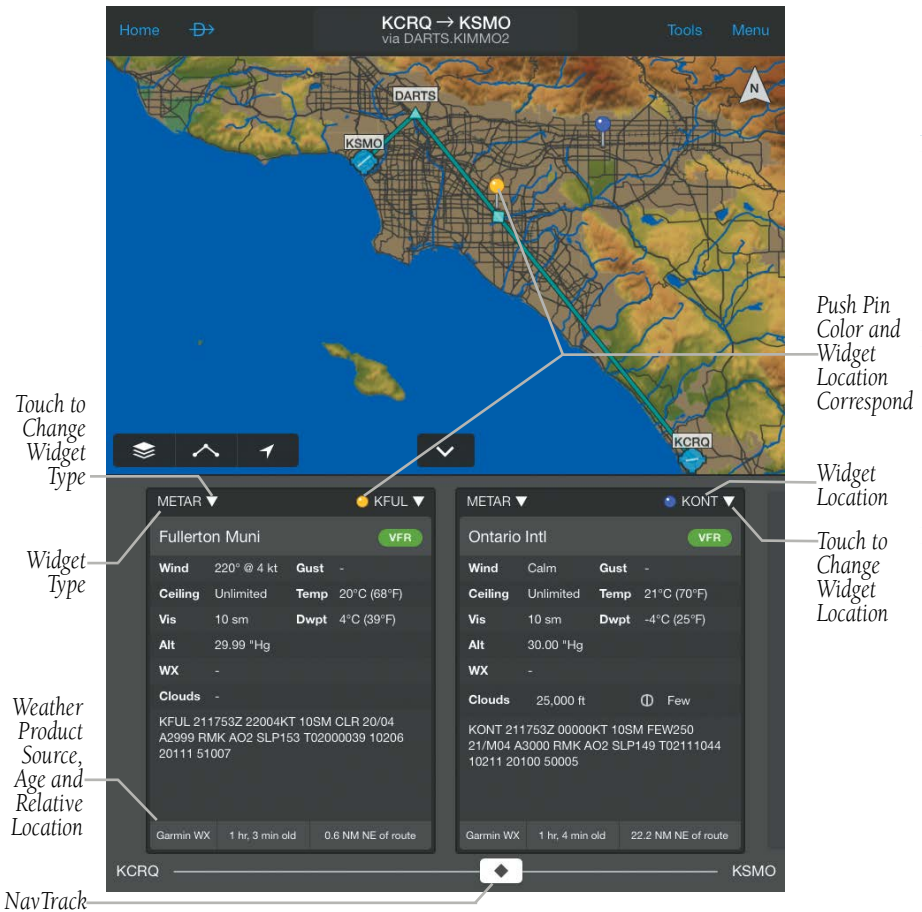 Home
D
KCRQ → KSMO
via DARTS.KIMMO2
Tools
Menu
N
DARTS
KSMO
KCRQ
Push Pin
Color and
Widget
Location
Correspond
Touch to
Change
Widget
Type
Widget
Location
Touch to
Change
Widget
Location
Widget
Type
METAR ▼
KFUL ▼
Fullerton Muni
VFR
Wind 220° @ 4 kt Gust -
Ceiling Unlimited Temp 20°C (68°F)
Vis 10 sm Dwpt 4°C (39°F)
Alt 29.99 "Hg
WX -
Clouds -
KFUL 211753Z 22004KT 10SM CLR 20/04
A2999 RMK AO2 SLP153 T02000039 10206
20111 51007
Garmin WX 1 hr, 3 min old 0.6 NM NE of route
METAR ▼
KONT ▼
Ontario Intl
VFR
Wind Calm Gust -
Ceiling Unlimited Temp 21°C (70°F)
Vis 10 sm Dwpt -4°C (25°F)
Alt 30.00 "Hg
WX -
Clouds 25,000 ft Few
KONT 211753Z 00000KT 10SM FEW250
21/M04 A3000 RMK AO2 SLP149 T02111044
10211 20100 50005
Garmin WX 1 hr, 4 min old 22.2 NM NE of route
Weather
Product
Source,
Age and
Relative
Location
KCRQ
KSMO
NavTrack